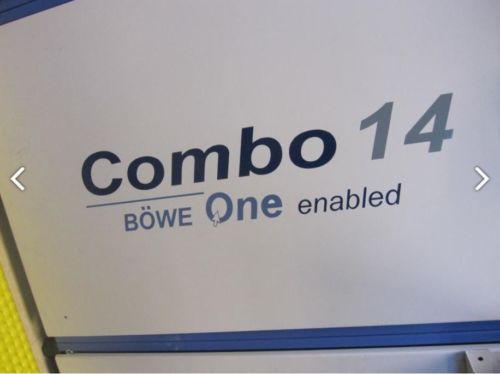 Combo 14
BÖWE One enabled